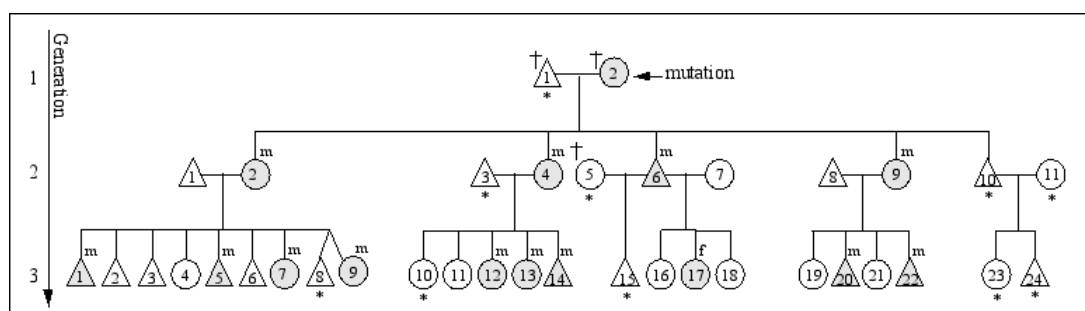 Generation
1
† †
1 2 mutation
*
2
m m † m m
1 2 3 4 5 6 7 8 9 10 11
* * * *
3
m m m m m m m f m m
1 2 3 4 5 6 7 8 9 10 11 12 13 14 15 16 17 18 19 20 21 22 23 24
* * * * *